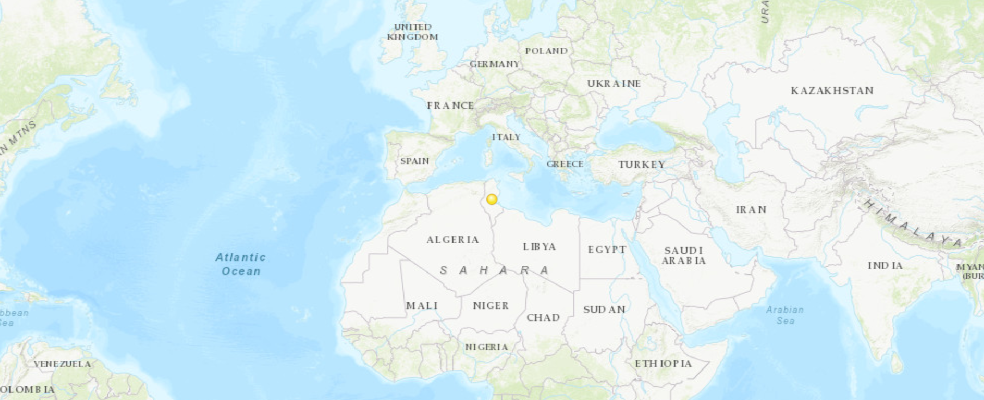 URA
UNITED
KINGDOM
POLAND
GERMANY
UKRAINE
KAZAKHSTAN
FRANCE
N MTNS
ITALY
SPAIN
GREECE
TURKEY
IRAN
HIMALAYA
ALGERIA
LIBYA
EGYPT
SAUDI
ARABIA
Atlantic
Ocean
SAHARA
INDIA
MYAN
(BUR
MALI
NIGER
CHAD
SUDAN
Arabian
Sea
bbean
Sea
NIGERIA
ETHIOPIA
VENEZUELA
OLOMBIA